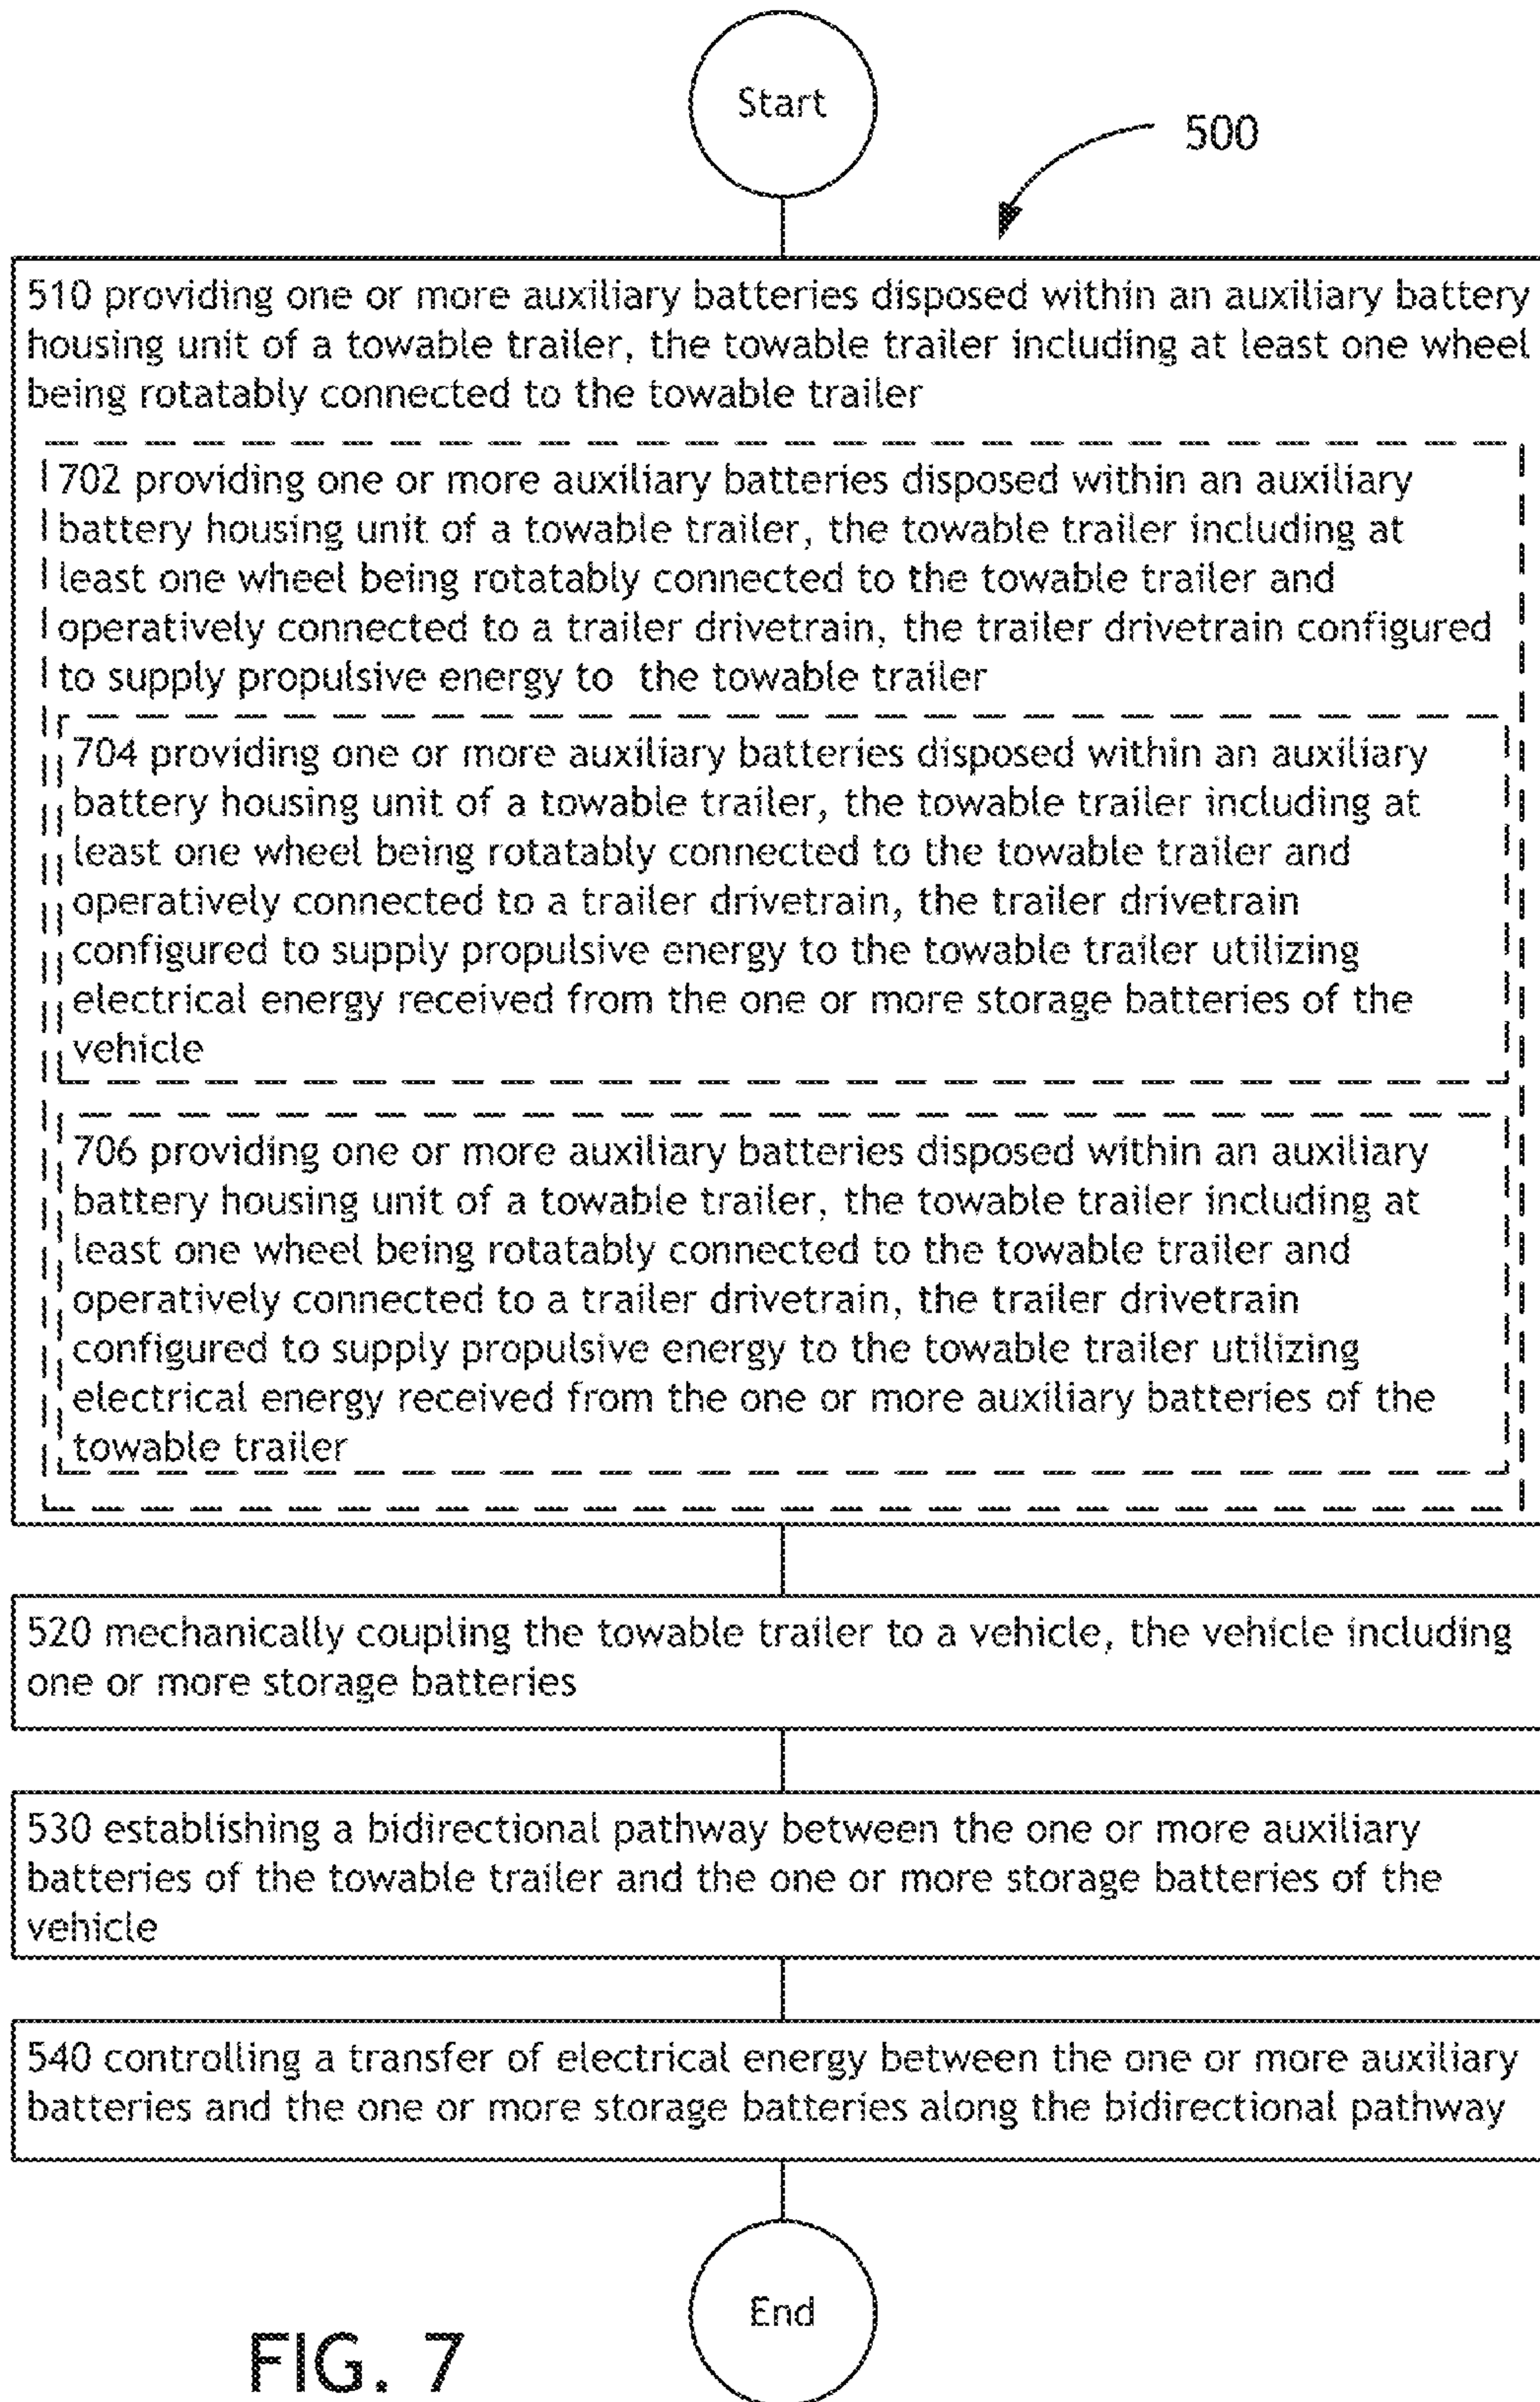 Start
500
510 providing one or more auxiliary batteries disposed within an auxiliary battery
housing unit of a towable trailer, the towable trailer including at least one wheel
being rotatably connected to the towable trailer
702 providing one or more auxiliary batteries disposed within an auxiliary
battery housing unit of a towable trailer, the towable trailer including at
least one wheel being rotatably connected to the towable trailer and
operatively connected to a trailer drivetrain, the trailer drivetrain configured
to supply propulsive energy to the towable trailer
704 providing one or more auxiliary batteries disposed within an auxiliary
battery housing unit of a towable trailer, the towable trailer including at
least one wheel being rotatably connected to the towable trailer and
operatively connected to a trailer drivetrain, the trailer drivetrain
configured to supply propulsive energy to the towable trailer utilizing
electrical energy received from the one or more storage batteries of the
vehicle
706 providing one or more auxiliary batteries disposed within an auxiliary
battery housing unit of a towable trailer, the towable trailer including at
least one wheel being rotatably connected to the towable trailer and
operatively connected to a trailer drivetrain, the trailer drivetrain
configured to supply propulsive energy to the towable trailer utilizing
electrical energy received from the one or more auxiliary batteries of the
towable trailer
520 mechanically coupling the towable trailer to a vehicle, the vehicle including
one or more storage batteries
530 establishing a bidirectional pathway between the one or more auxiliary
batteries of the towable trailer and the one or more storage batteries of the
vehicle
540 controlling a transfer of electrical energy between the one or more auxiliary
batteries and the one or more storage batteries along the bidirectional pathway
End
FIG. 7